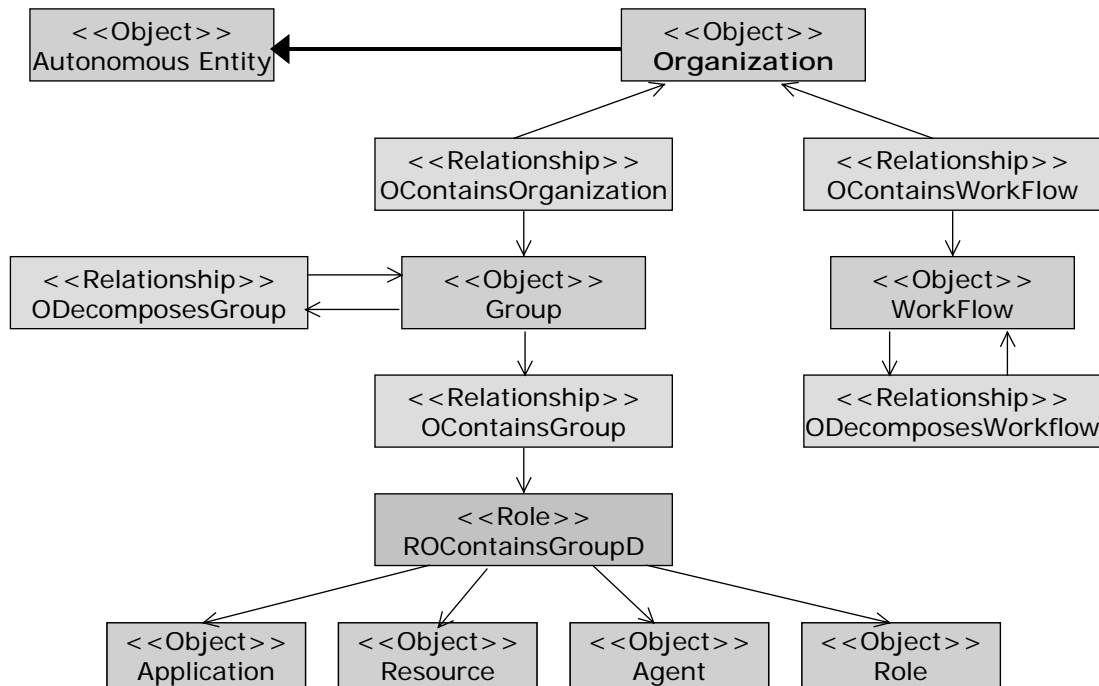 <<Object>>
Autonomous Entity
<<Object>>
Organization
<<Relationship>>
OContainsOrganization
<<Relationship>>
OContainsWorkFlow
<<Relationship>>
ODecomposesGroup
<<Object>>
Group
<<Object>>
WorkFlow
<<Relationship>>
OContainsGroup
<<Relationship>>
ODecomposesWorkflow
<<Role>>
ROContainsGroupD
<<Object>>
Application
<<Object>>
Resource
<<Object>>
Agent
<<Object>>
Role